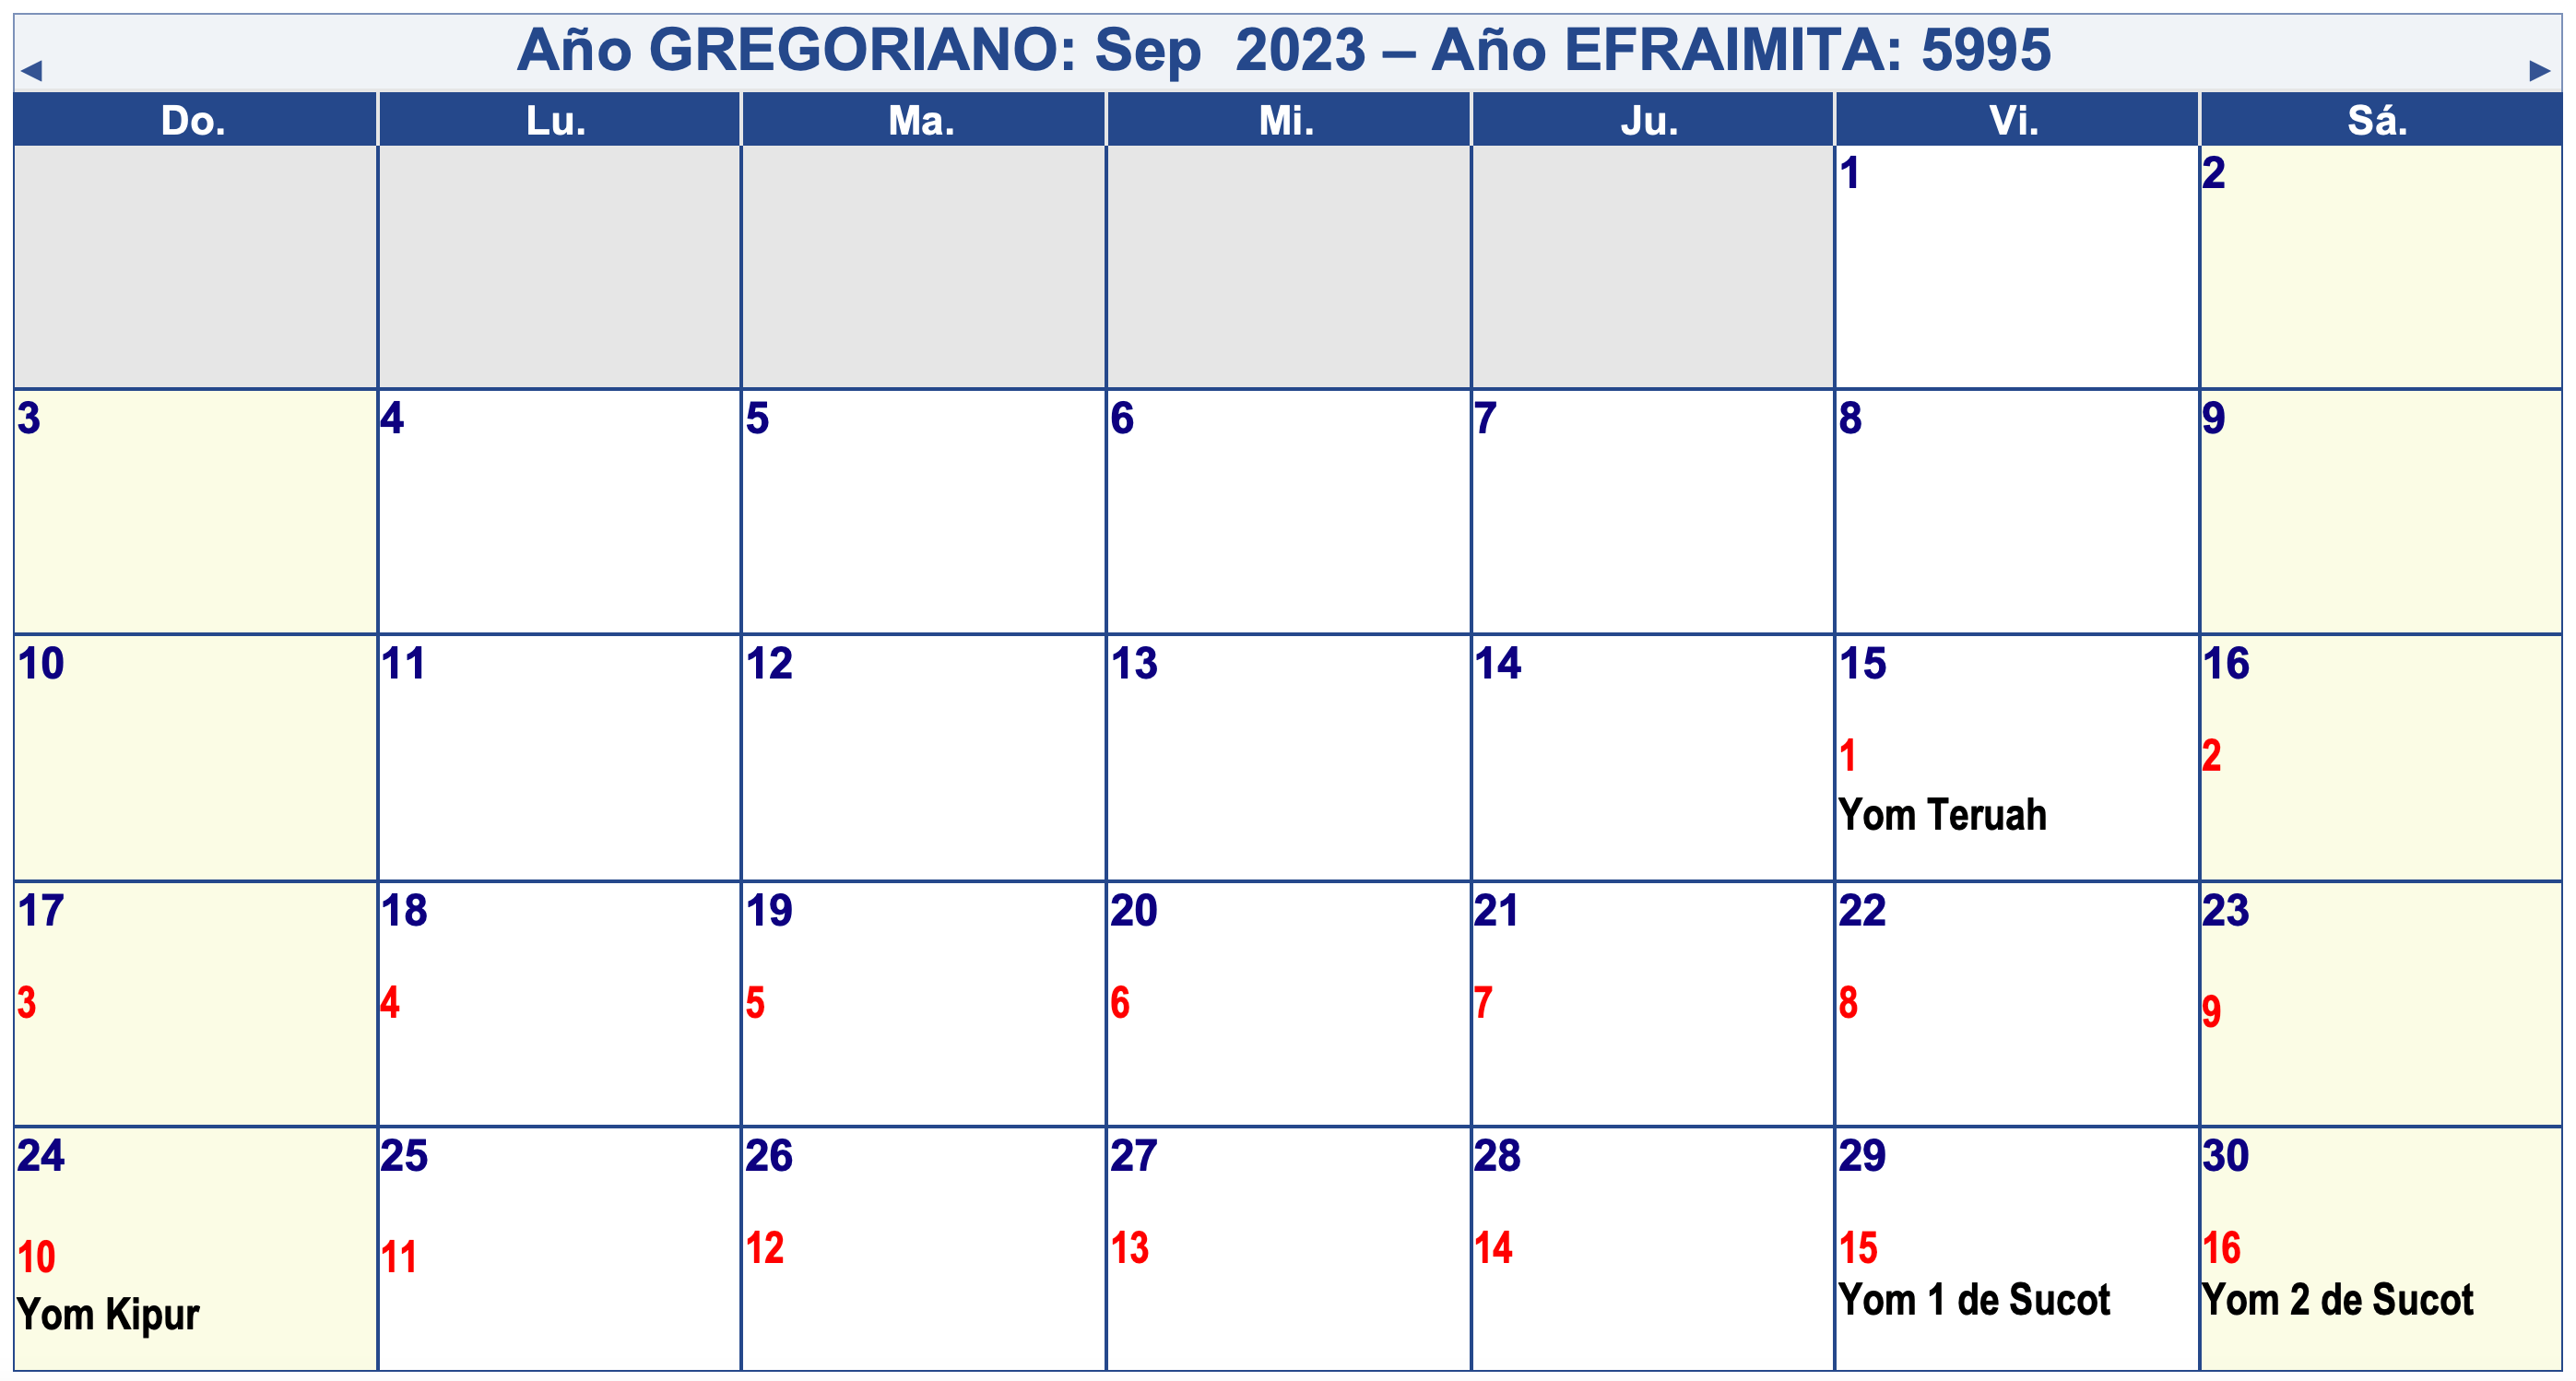 Año GREGORIANO: Sep 2023 – Año EFRAIMITA: 5995
◄ ►
Do. Lu. Ma. Mi. Ju. Vi. Sá.
1 2
3 4 5 6 7 8 9
10 11 12 13 14 15 16
1 2
Yom Teruah
17 18 19 20 21 22 23
3 4 5 6 7 8 9
24 25 26 27 28 29 30
10 11 12 13 14 15 16
Yom Kipur Yom 1 de Sucot Yom 2 de Sucot